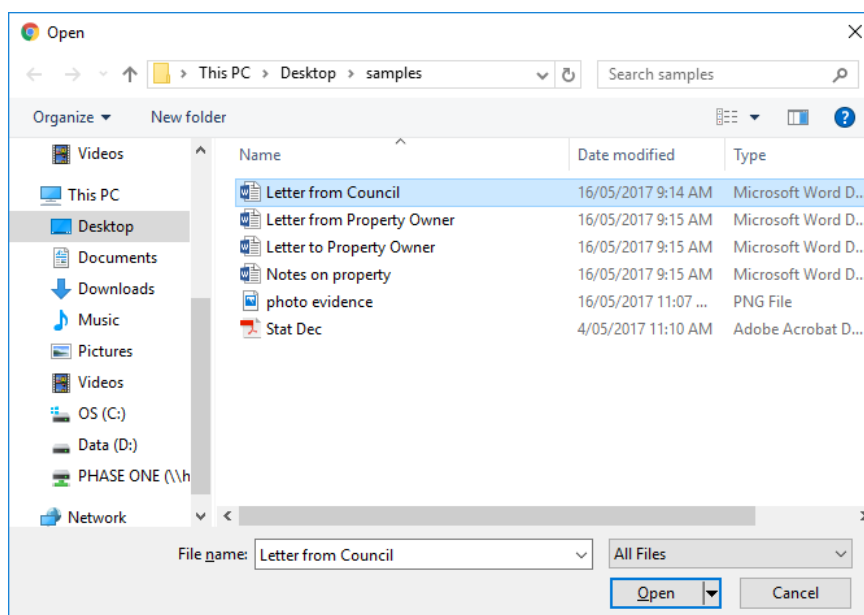 Open
This PC > Desktop > samples
Search samples
Organize
New folder
Name
Date modified
Type
Videos
This PC
Desktop
Documents
Downloads
Music
Pictures
Videos
OS (C:)
Data (D:)
PHASE ONE (\\h
Network
Letter from Council 16/05/2017 9:14 AM Microsoft Word D...
Letter from Property Owner 16/05/2017 9:15 AM Microsoft Word D...
Letter to Property Owner 16/05/2017 9:15 AM Microsoft Word D...
Notes on property 16/05/2017 9:15 AM Microsoft Word D...
photo evidence 16/05/2017 11:07 ... PNG File
Stat Dec 4/05/2017 11:10 AM Adobe Acrobat D...
File name: Letter from Council
All Files
Open
Cancel